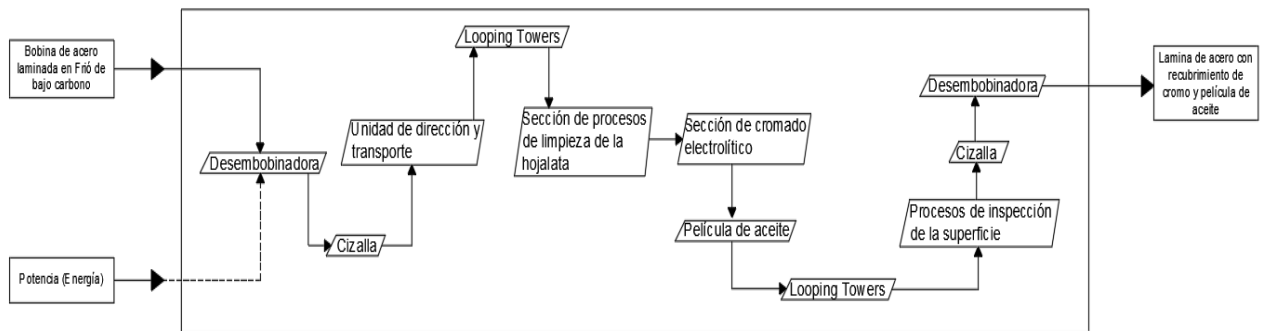 Bobina de acero
laminada en Frió de
bajo carbono
Potencia (Energía)
Desembobinadora
Cizalla
Unidad de dirección y
transporte
Looping Towers
Sección de procesos
de limpieza de la
hojalata
Sección de cromado
electrolítico
Película de aceite
Looping Towers
Procesos de inspección
de la superficie
Cizalla
Desembobinadora
Lamina de acero con
recubrimiento de
cromo y película de
aceite